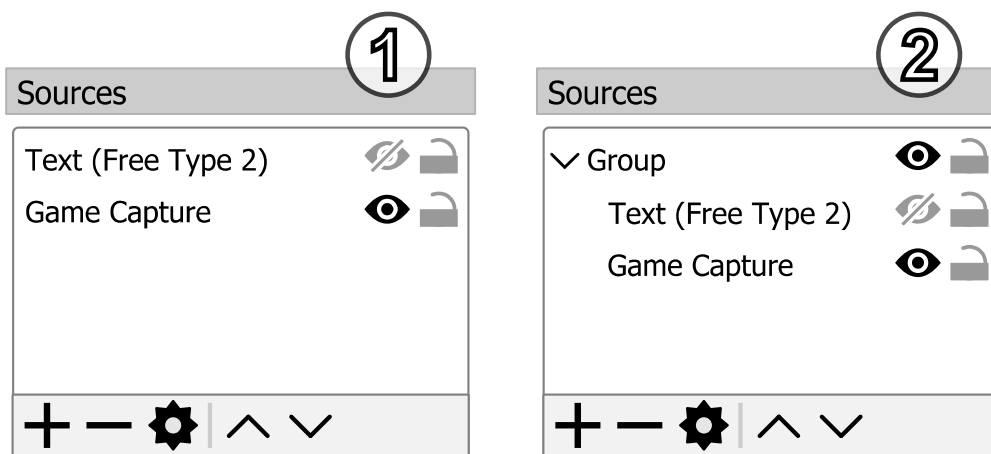 1
Sources
Text (Free Type 2)
Game Capture
2
Sources
Group
Text (Free Type 2)
Game Capture